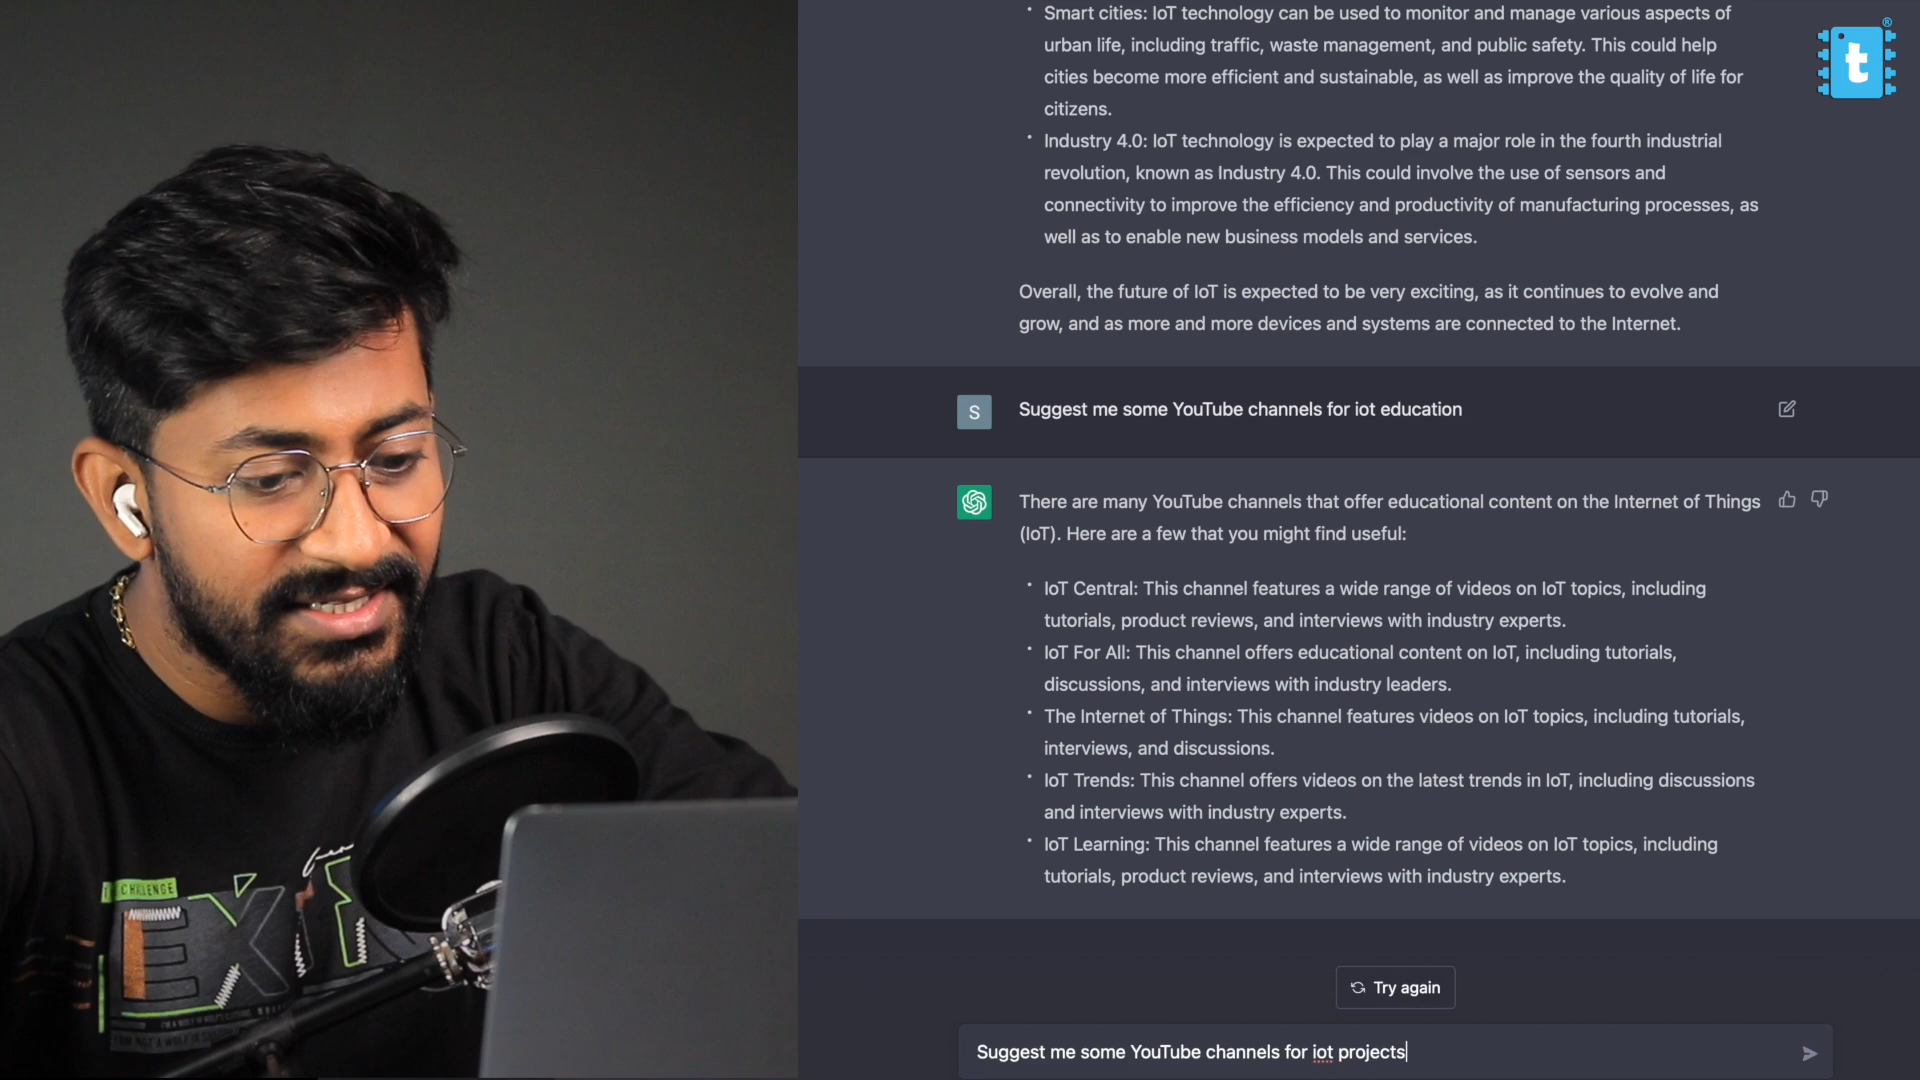 Smart cities: IoT technology can be used to monitor and manage various aspects of
urban life, including traffic, waste management, and public safety. This could help
cities become more efficient and sustainable, as well as improve the quality of life for
citizens.
Industry 4.0: IoT technology is expected to play a major role in the fourth industrial
revolution, known as Industry 4.0. This could involve the use of sensors and
connectivity to improve the efficiency and productivity of manufacturing processes, as
well as to enable new business models and services.
Overall, the future of IoT is expected to be very exciting, as it continues to evolve and
grow, and as more and more devices and systems are connected to the Internet.
t ®
S
Suggest me some YouTube channels for iot education
There are many YouTube channels that offer educational content on the Internet of Things
(IoT). Here are a few that you might find useful:
IoT Central: This channel features a wide range of videos on IoT topics, including
tutorials, product reviews, and interviews with industry experts.
IoT For All: This channel offers educational content on IoT, including tutorials,
discussions, and interviews with industry leaders.
The Internet of Things: This channel features videos on IoT topics, including tutorials,
interviews, and discussions.
IoT Trends: This channel offers videos on the latest trends in IoT, including discussions
and interviews with industry experts.
IoT Learning: This channel features a wide range of videos on IoT topics, including
tutorials, product reviews, and interviews with industry experts.
Try again
Suggest me some YouTube channels for iot projects
CHALLENGE